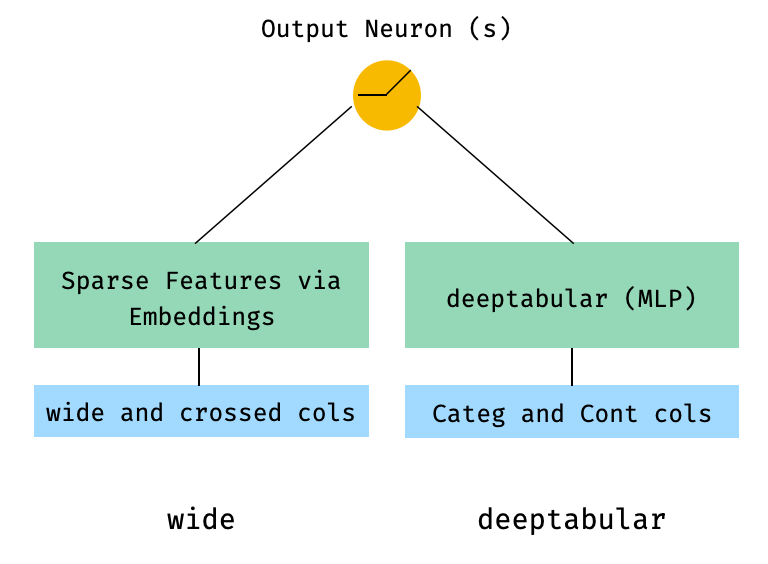 Output Neuron (s)
Sparse Features via
Embeddings
deeptabular (MLP)
wide and crossed cols
Categ and Cont cols
wide
deeptabular